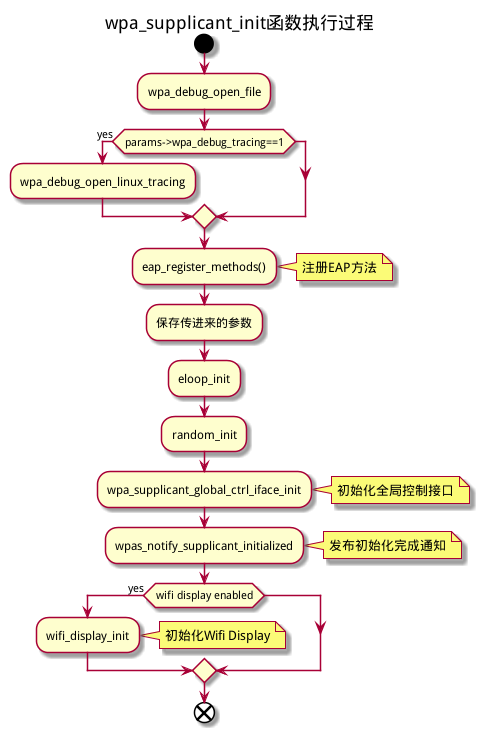 wpa_supplicant_init函数执行过程
wpa_debug_open_file
yes
params->wpa_debug_tracing==1
wpa_debug_open_linux_tracing
eap_register_methods()
注册EAP方法
保存传进来的参数
eloop_init
random_init
wpa_supplicant_global_ctrl_iface_init
初始化全局控制接口
wpas_notify_supplicant_initialized
发布初始化完成通知
yes
wifi display enabled
wifi_display_init
初始化Wifi Display